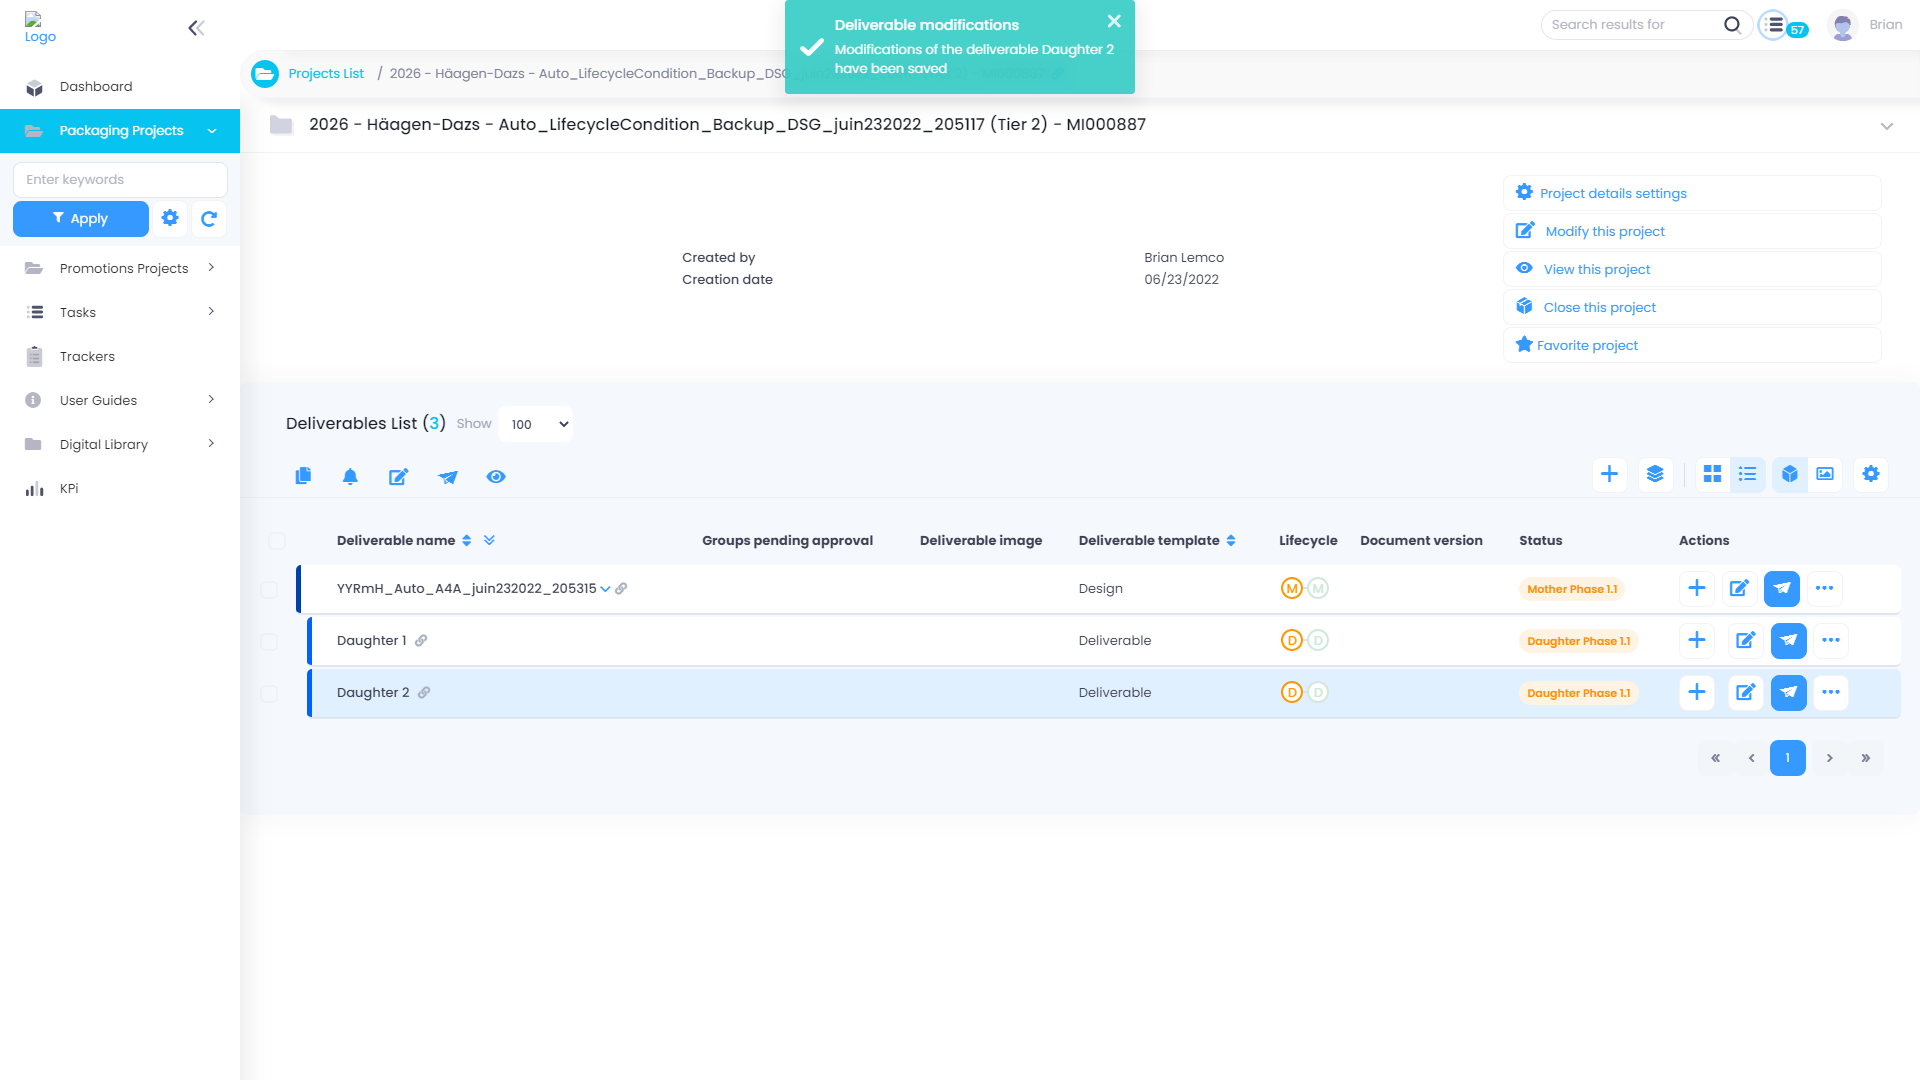 Logo
Deliverable modifications
Modifications of the deliverable Daughter 2
have been saved
Search results for
57
Brian
Projects List / 2026 - Häagen-Dazs - Auto_LifecycleCondition_Backup_DSG
Dashboard
Packaging Projects
Enter keywords
Apply
Promotions Projects
Tasks
Trackers
User Guides
Digital Library
KPi
2026 - Häagen-Dazs - Auto_LifecycleCondition_Backup_DSG_juin232022_205117 (Tier 2) - MI000887
Created by Brian Lemco
Creation date 06/23/2022
Project details settings
Modify this project
View this project
Close this project
Favorite project
Deliverables List (3) Show 100
Deliverable name Groups pending approval Deliverable image Deliverable template Lifecycle Document version Status Actions
YYRmH_Auto_A4A_juin232022_205315 Design M M Mother Phase 1.1
Daughter 1 Deliverable D D Daughter Phase 1.1
Daughter 2 Deliverable D D Daughter Phase 1.1
« ‹ 1 › »